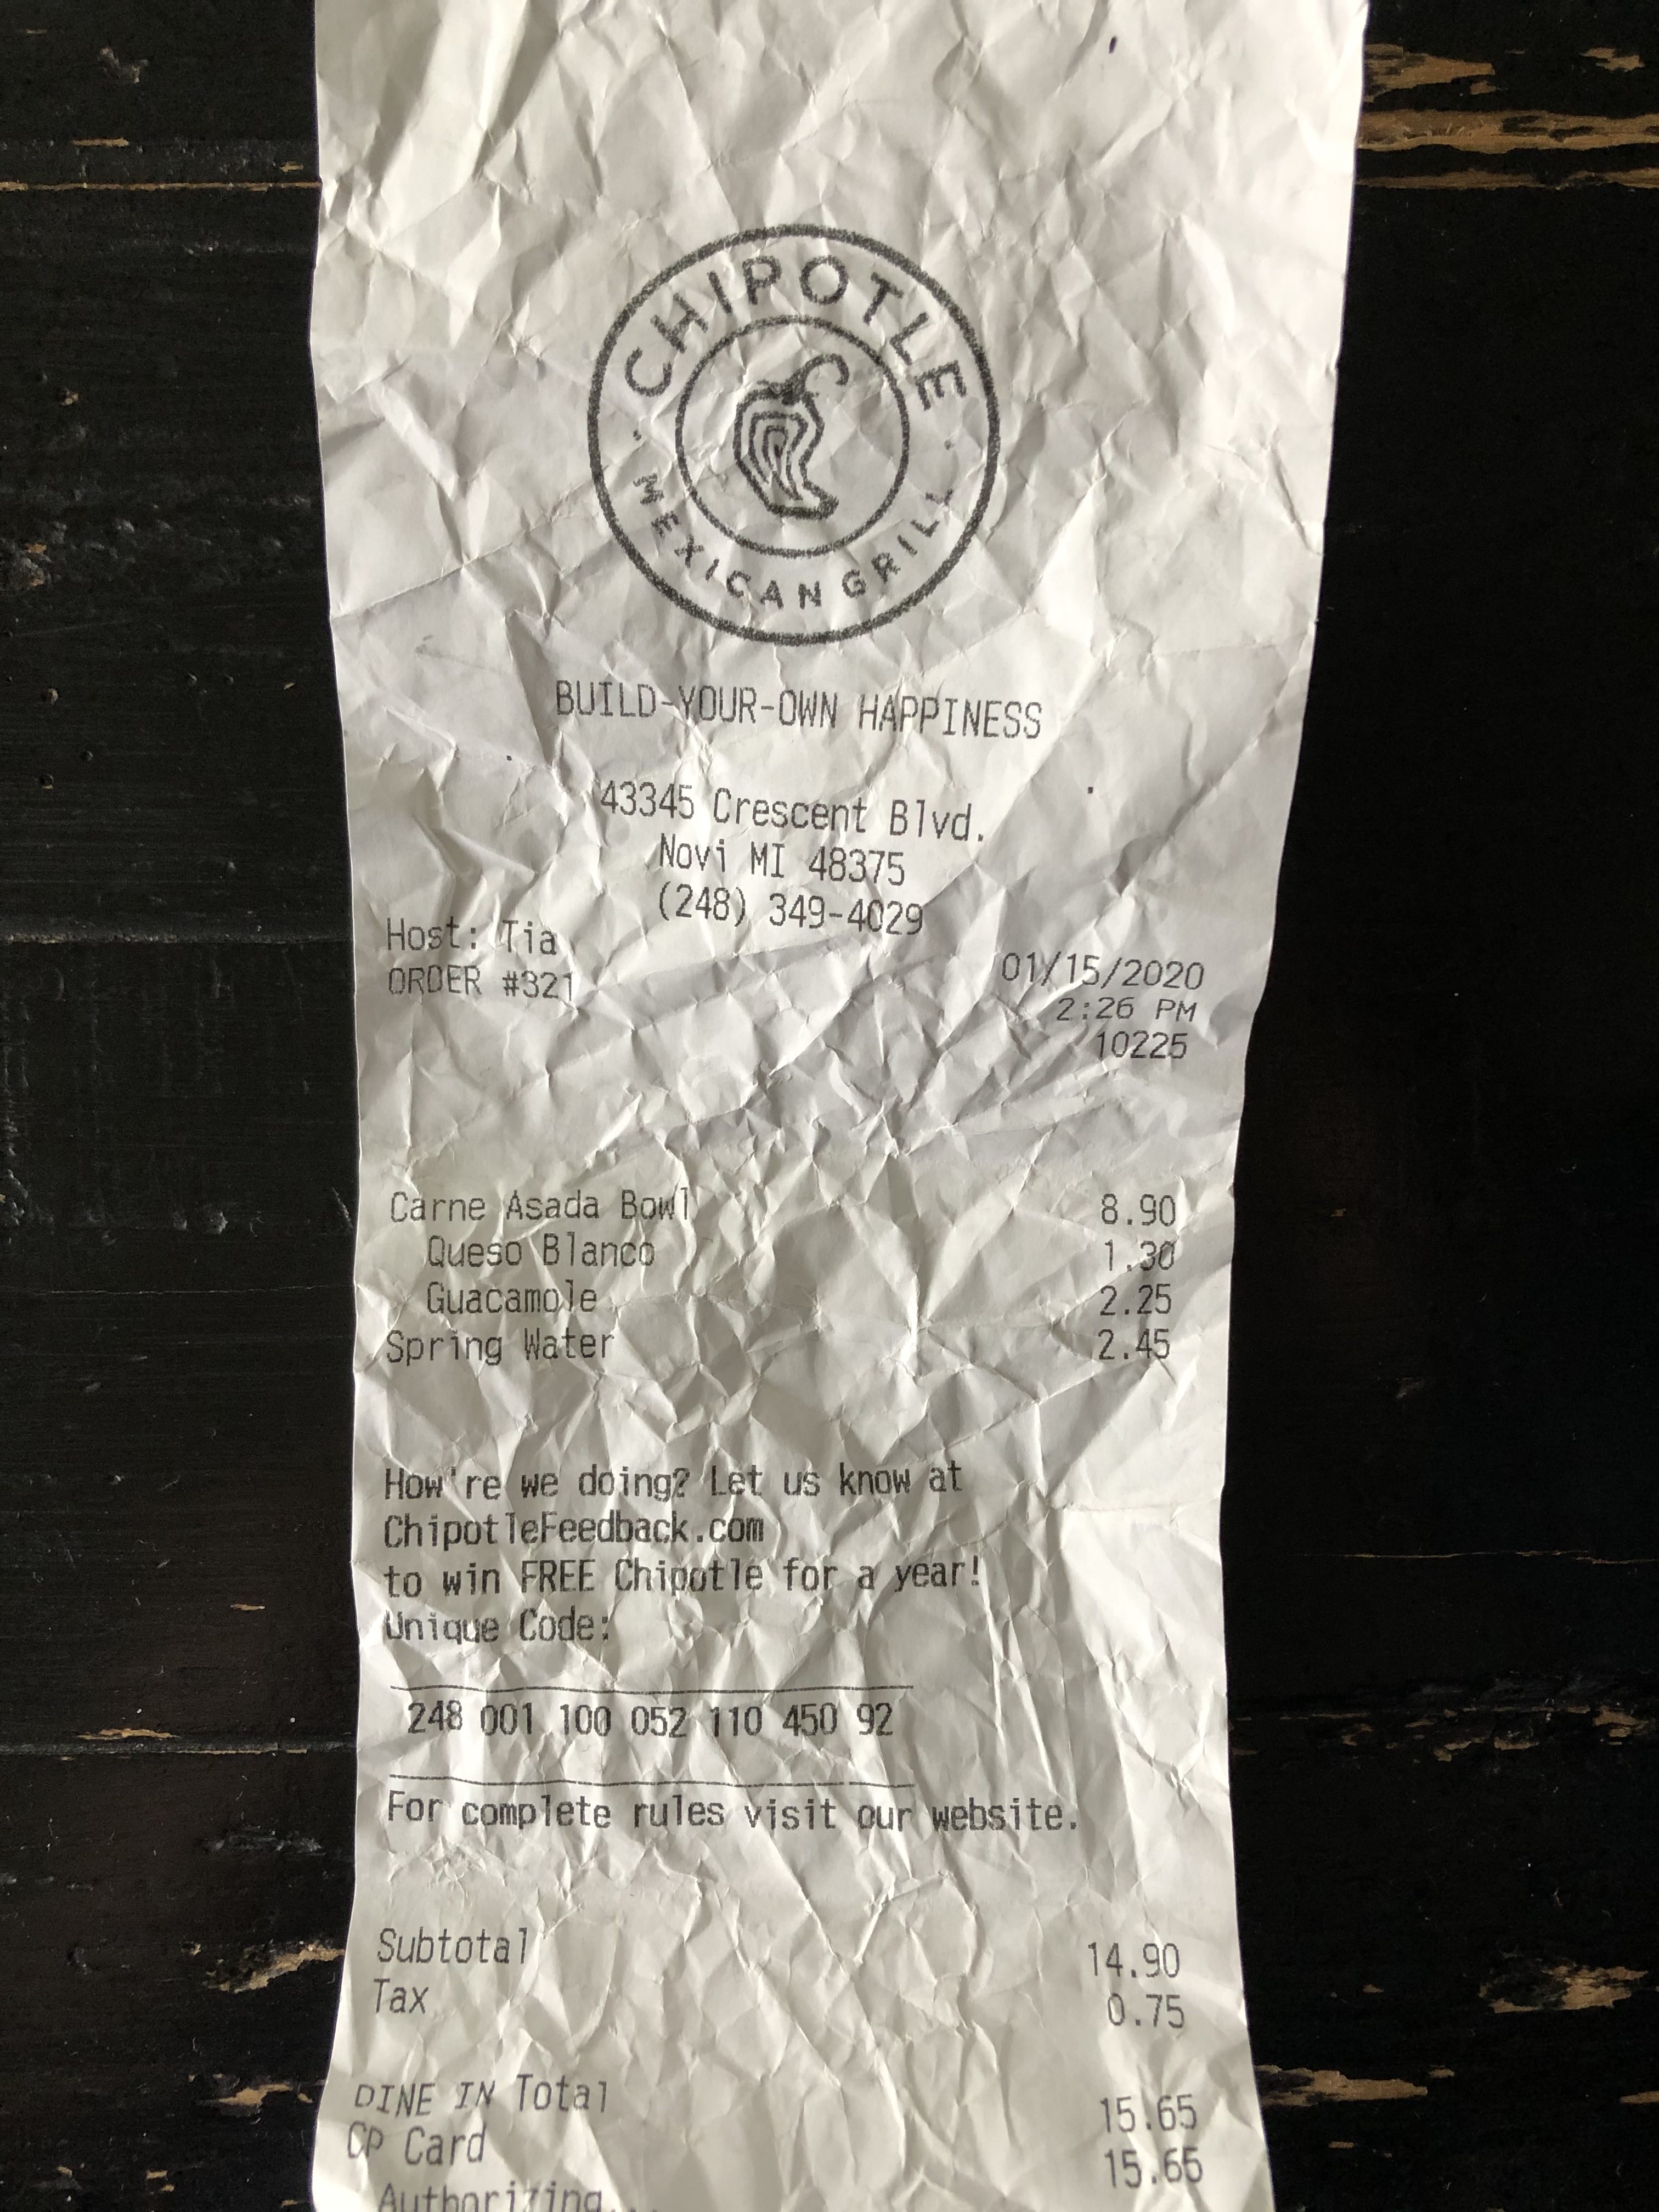 CHIPOTLE
MEXICAN GRILL
BUILD-YOUR-OWN HAPPINESS
43345 Crescent Blvd.
Novi MI 48375
(248) 349-4029
Host: Tia
01/15/2020
ORDER #321
2:26 PM
10225
Carne Asada Bowl 8.90
Queso Blanco 1.30
Guacamole 2.25
Spring Water 2.45
How're we doing? Let us know at
ChipotleFeedback.com
to win FREE Chipotle for a year!
Unique Code:
248 001 100 052 110 450 92
For complete rules visit our website.
Subtotal 14.90
Tax 0.75
DINE IN Total 15.65
CP Card 15.65
Authorizing...